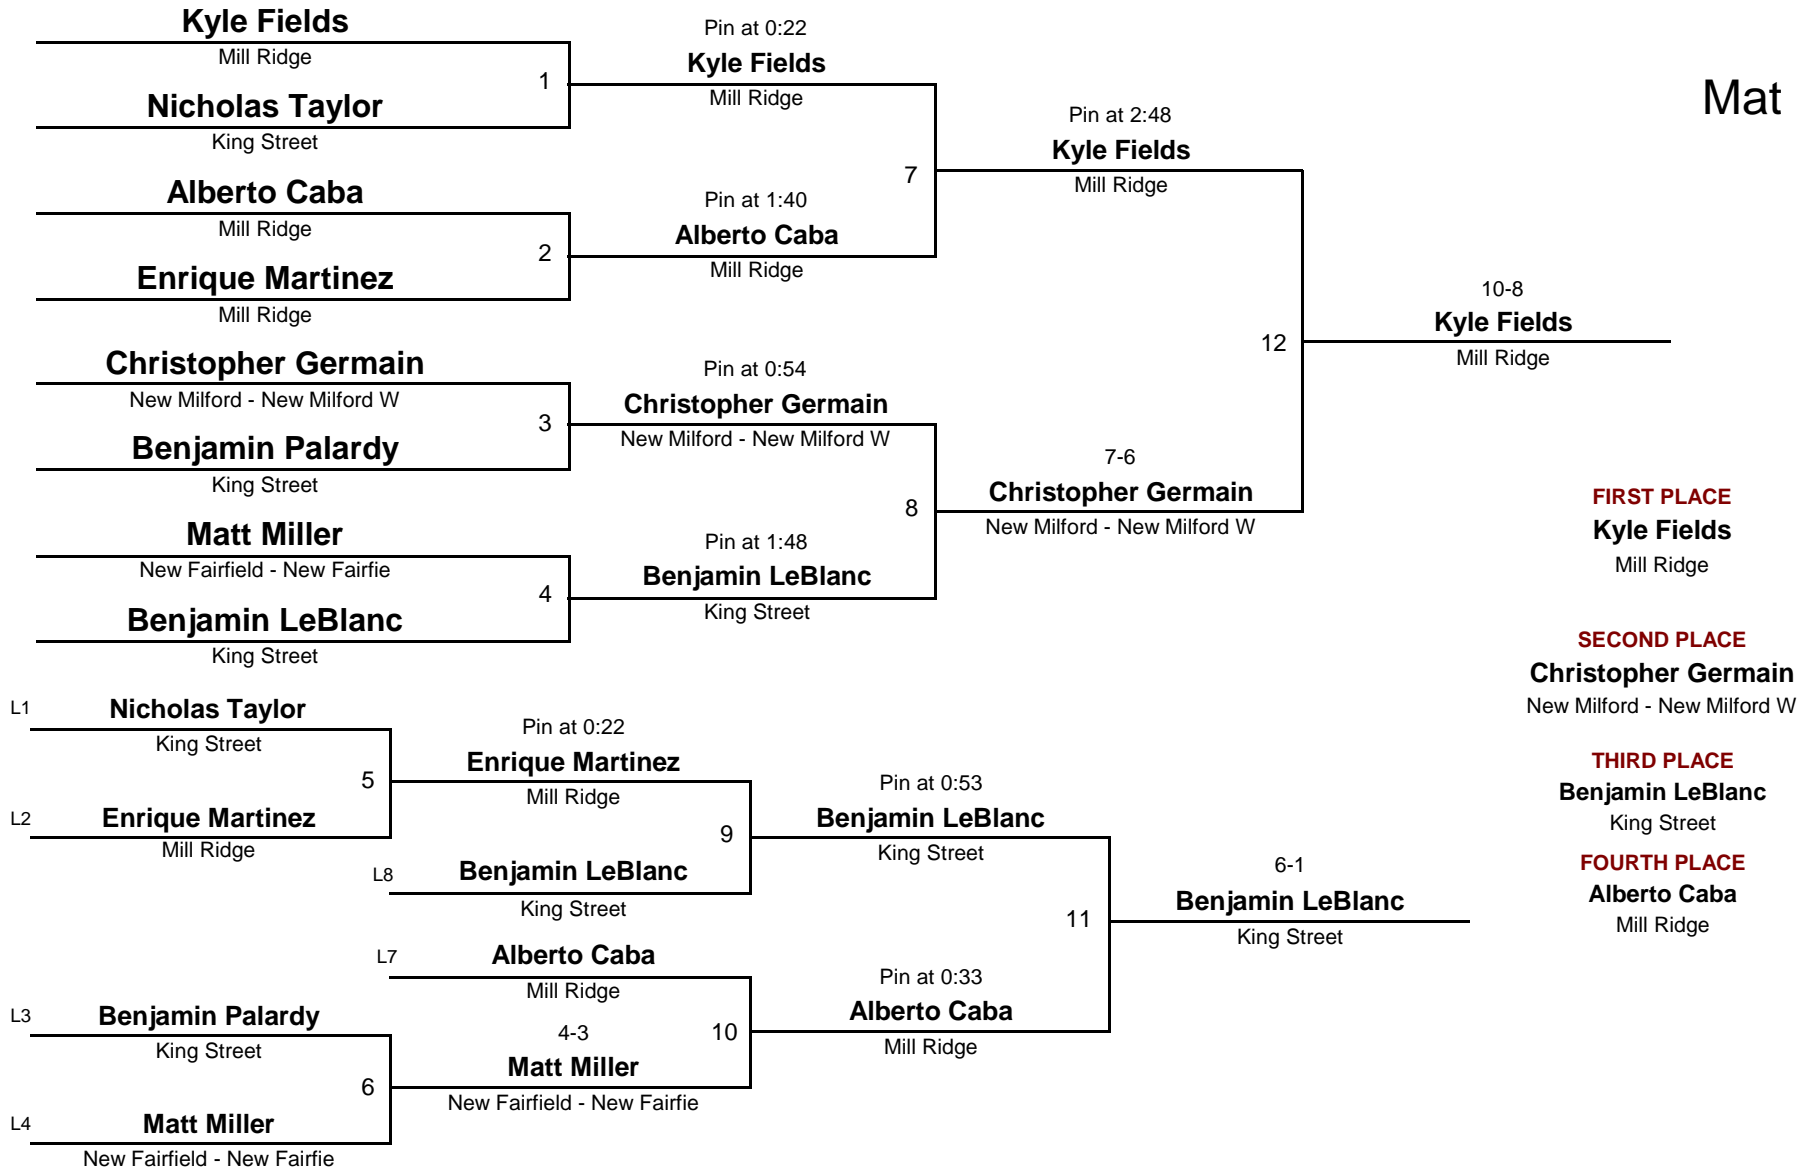 Kyle Fields
Mill Ridge
1
Nicholas Taylor
King Street
Pin at 0:22
Kyle Fields
Mill Ridge
Mat
Alberto Caba
Mill Ridge
2
Enrique Martinez
Mill Ridge
Pin at 1:40
Alberto Caba
Mill Ridge
7
Pin at 2:48
Kyle Fields
Mill Ridge
Christopher Germain
New Milford - New Milford W
3
Benjamin Palardy
King Street
Pin at 0:54
Christopher Germain
New Milford - New Milford W
Matt Miller
New Fairfield - New Fairfie
4
Benjamin LeBlanc
King Street
Pin at 1:48
Benjamin LeBlanc
King Street
8
7-6
Christopher Germain
New Milford - New Milford W
12
10-8
Kyle Fields
Mill Ridge
FIRST PLACE
Kyle Fields
Mill Ridge
SECOND PLACE
Christopher Germain
New Milford - New Milford W
THIRD PLACE
Benjamin LeBlanc
King Street
FOURTH PLACE
Alberto Caba
Mill Ridge
L1
Nicholas Taylor
King Street
5
L2
Enrique Martinez
Mill Ridge
Pin at 0:22
Enrique Martinez
Mill Ridge
9
L8
Benjamin LeBlanc
King Street
Pin at 0:53
Benjamin LeBlanc
King Street
L7
Alberto Caba
Mill Ridge
10
L3
Benjamin Palardy
King Street
6
L4
Matt Miller
New Fairfield - New Fairfie
4-3
Matt Miller
New Fairfield - New Fairfie
Pin at 0:33
Alberto Caba
Mill Ridge
11
6-1
Benjamin LeBlanc
King Street